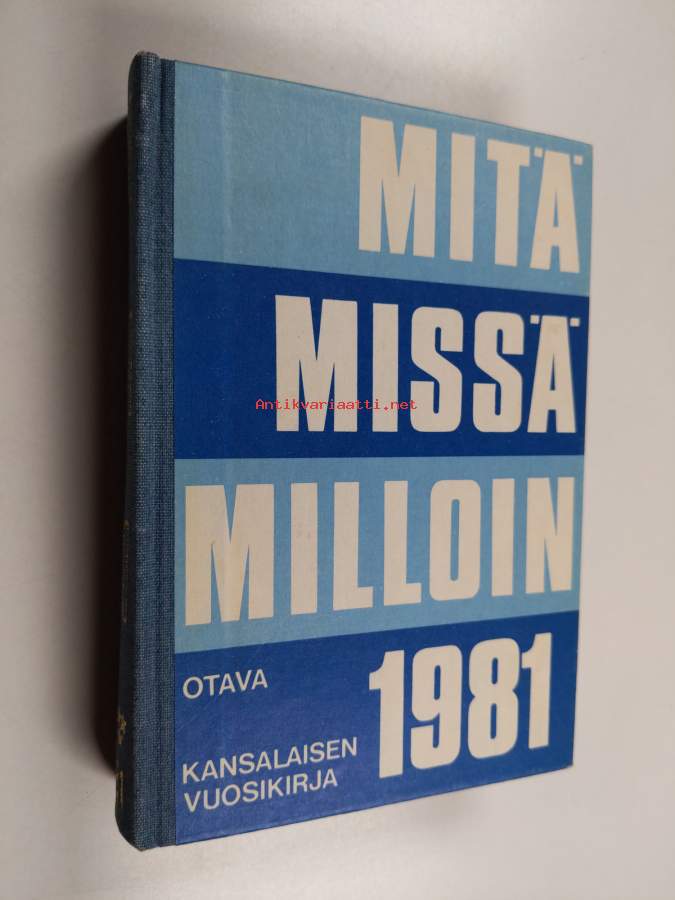 MITÄ
MISSÄ
Antikvariaatti.net
MILLOIN
1981
OTAVA
KANSALAISEN
VUOSIKIRJA